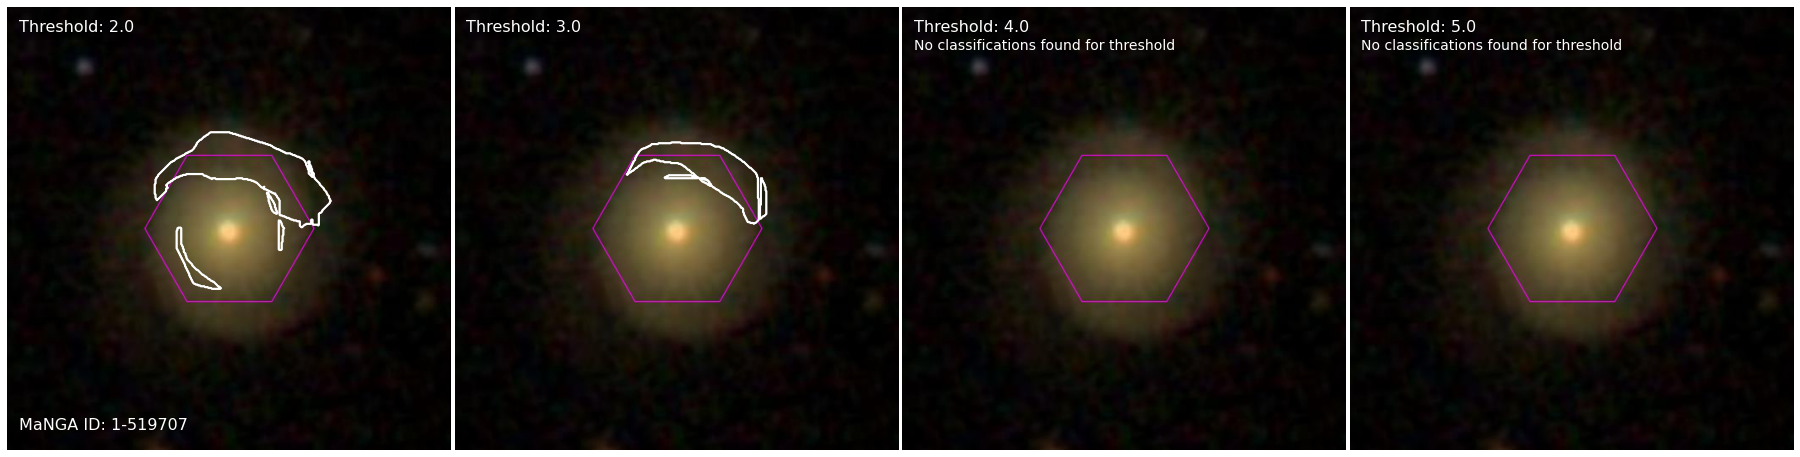 Threshold: 2.0
MaNGA ID: 1-519707
Threshold: 3.0
Threshold: 4.0
No classifications found for threshold
Threshold: 5.0
No classifications found for threshold